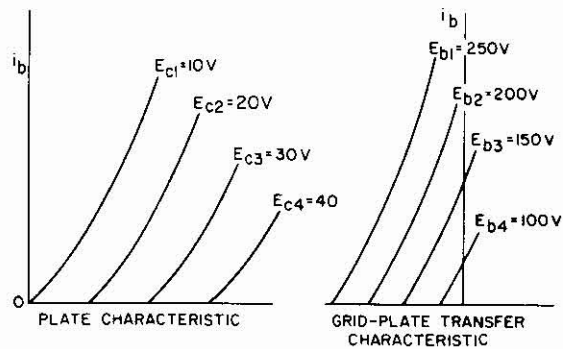 ib
Ec1=10V
Ec2=20V
Ec3=30V
Ec4=40
0
PLATE CHARACTERISTIC
ib
Eb1=250V
Eb2=200V
Eb3=150V
Eb4=100V
GRID-PLATE TRANSFER
CHARACTERISTIC